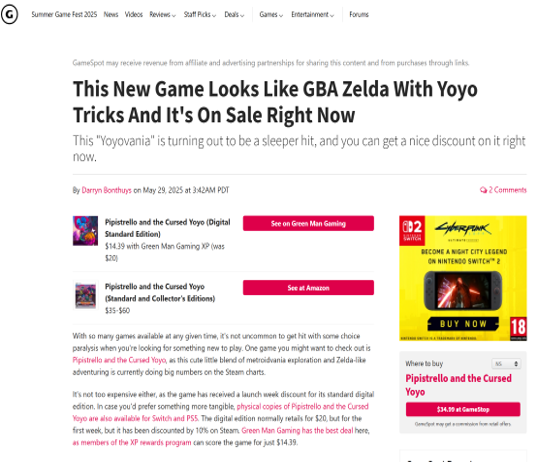 G
Summer Game Fest 2025 News Videos Reviews Staff Picks Deals Games Entertainment Forums
GameSpot may receive revenue from affiliate and advertising partnerships for sharing this content and from purchases through links.
This New Game Looks Like GBA Zelda With Yoyo
Tricks And It's On Sale Right Now
This "Yoyovania" is turning out to be a sleeper hit, and you can get a nice discount on it right
now.
By Darryn Bonthuys on May 29, 2025 at 3:42AM PDT
2 Comments
Pipistrello and the Cursed Yoyo (Digital
Standard Edition)
$14.39 with Green Man Gaming XP (was
$20)
See on Green Man Gaming
Pipistrello and the Cursed Yoyo
(Standard and Collector's Editions)
$35-$60
See at Amazon
With so many games available at any given time, it's not uncommon to get hit with some choice
paralysis when you're looking for something new to play. One game you might want to check out is
Pipistrello and the Cursed Yoyo, as this cute little blend of metroidvania exploration and Zelda-like
adventuring is currently doing big numbers on the Steam charts.
It's not too expensive either, as the game has received a launch week discount for its standard digital
edition. In case you'd prefer something more tangible, physical copies of Pipistrello and the Cursed
Yoyo are also available for Switch and PS5. The digital edition normally retails for $20, but for the
first week, but it has been discounted by 10% on Steam. Green Man Gaming has the best deal here,
as members of the XP rewards program can score the game for just $14.39.
2
NINTENDO
SWITCH
Cyberpunk
ULTIMATE EDITION
BECOME A NIGHT CITY LEGEND
ON NINTENDO SWITCH™ 2
BUY NOW
18
Where to buy
NS
Pipistrello and the Cursed
Yoyo
$34.99 at GameStop
GameSpot may get a commission from retail offers.